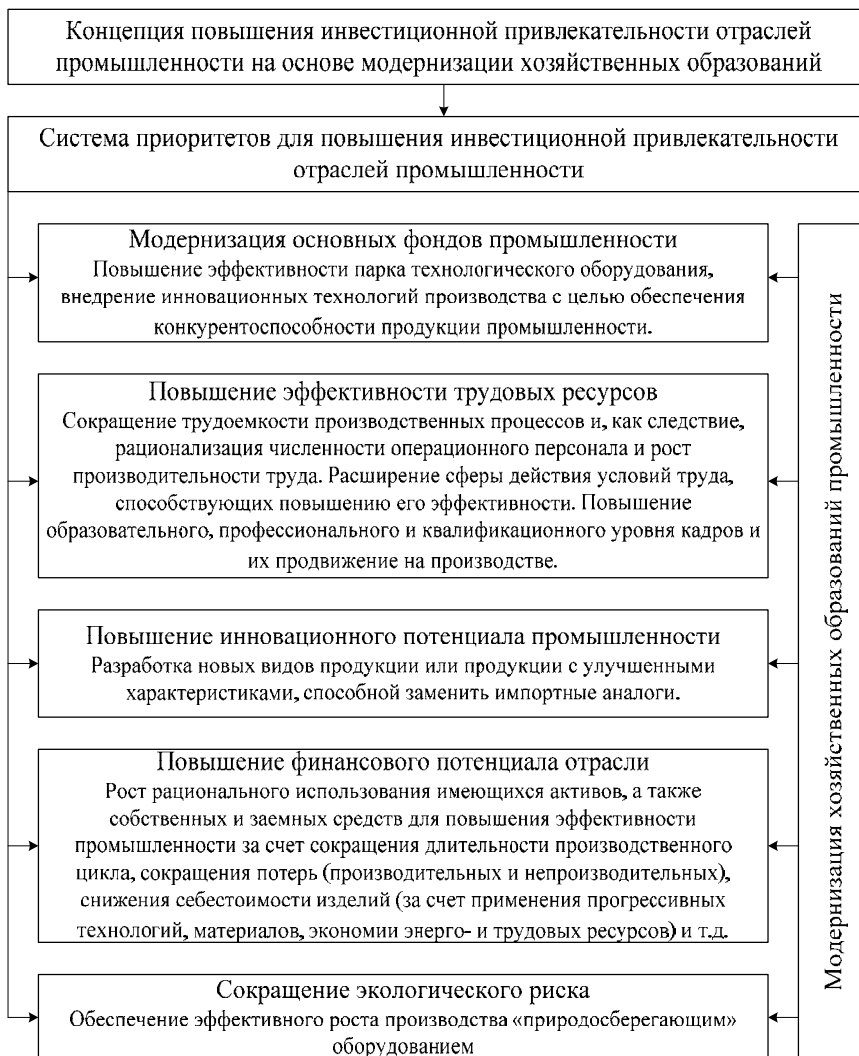 Концепция повышения инвестиционной привлекательности отраслей
промышленности на основе модернизации хозяйственных образований
Система приоритетов для повышения инвестиционной привлекательности
отраслей промышленности
Модернизация основных фондов промышленности
Повышение эффективности парка технологического оборудования,
внедрение инновационных технологий производства с целью обеспечения
конкурентоспособности продукции промышленности.
Повышение эффективности трудовых ресурсов
Сокращение трудоемкости производственных процессов и, как следствие,
рационализация численности операционного персонала и рост
производительности труда. Расширение сферы действия условий труда,
способствующих повышению его эффективности. Повышение
образовательного, профессионального и квалификационного уровня кадров и
их продвижение на производстве.
Повышение инновационного потенциала промышленности
Разработка новых видов продукции или продукции с улучшенными
характеристиками, способной заменить импортные аналоги.
Повышение финансового потенциала отрасли
Рост рационального использования имеющихся активов, а также
собственных и заемных средств для повышения эффективности
промышленности за счет сокращения длительности производственного
цикла, сокращения потерь (производительных и непроизводительных),
снижения себестоимости изделий (за счет применения прогрессивных
технологий, материалов, экономии энерго- и трудовых ресурсов) и т.д.
Сокращение экологического риска
Обеспечение эффективного роста производства «природосберегающим»
оборудованием
Модернизация хозяйственных образований промышленности